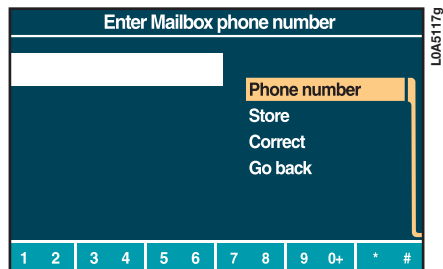 Enter Mailbox phone number
Phone number
Store
Correct
Go back
1 2 3 4 5 6 7 8 9 0+ * #
L0A5117g